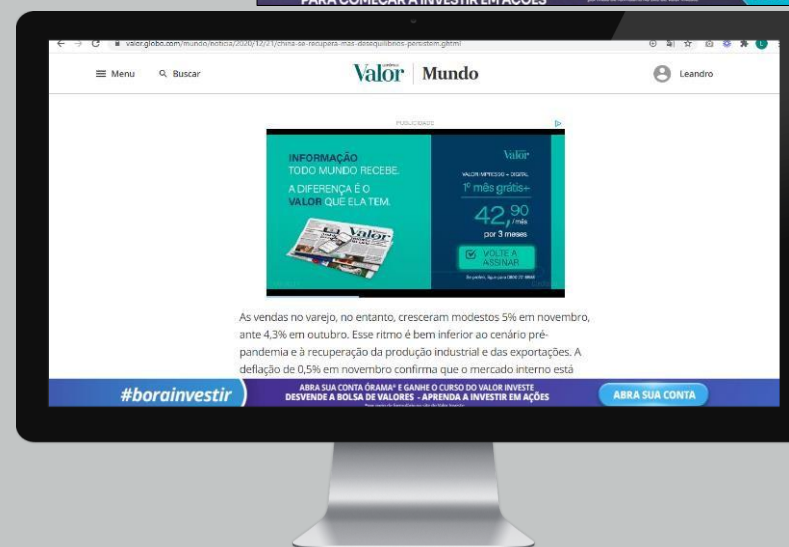 PARA COMEÇAR A INVESTIR EM AÇÕES
valor.globo.com/mundo/noticia/2020/12/21/china-se-recupera-mas-desequilibrios-persistem.ghtml
Menu
Buscar
Valor Mundo
Leandro
PUBLICIDADE
INFORMAÇÃO
TODO MUNDO RECEBE.
A DIFERENÇA É O
VALOR QUE ELA TEM.
Valor
Valor
VALOR IMPRESSO + DIGITAL
1º mês grátis+
42,90
/mês
por 3 meses
VOLTE A
ASSINAR
As vendas no varejo, no entanto, cresceram modestos 5% em novembro,
ante 4,3% em outubro. Esse ritmo é bem inferior ao cenário pré-
pandemia e à recuperação da produção industrial e das exportações. A
deflação de 0,5% em novembro confirma que o mercado interno está
#borainvestir
ABRA SUA CONTA ÓRAMA* E GANHE O CURSO DO VALOR INVESTE
DESVENDE A BOLSA DE VALORES - APRENDA A INVESTIR EM AÇÕES
ABRA SUA CONTA